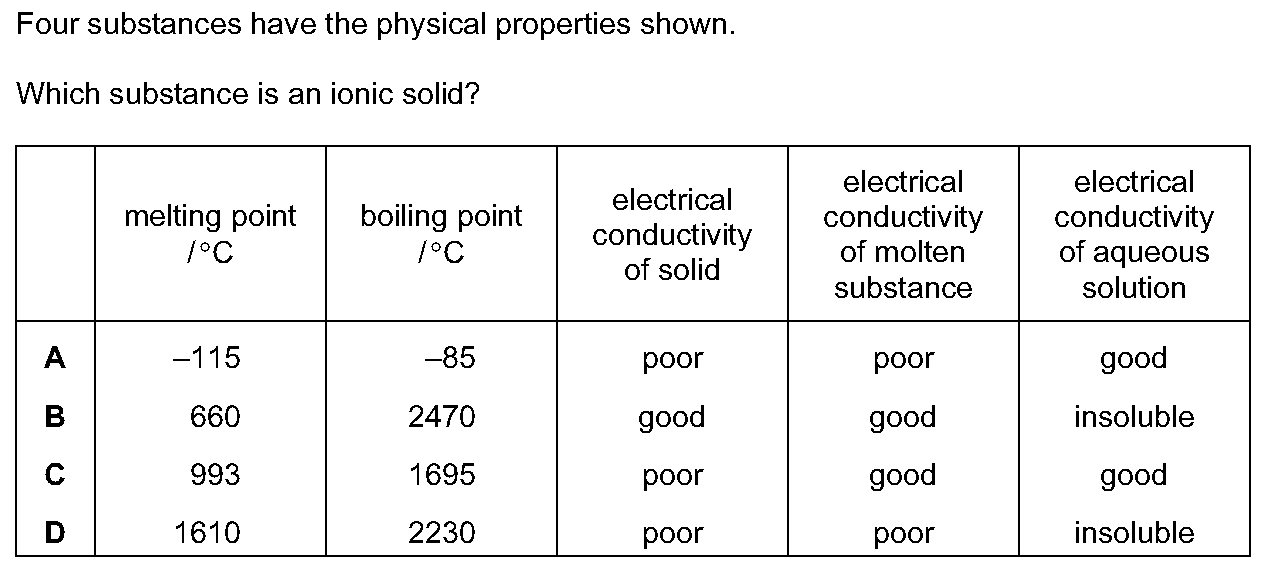 Four substances have the physical properties shown.
Which substance is an ionic solid?
melting point
/°C
boiling point
/°C
electrical
conductivity
of solid
electrical
conductivity
of molten
substance
electrical
conductivity
of aqueous
solution
A –115 –85 poor poor good
B 660 2470 good good insoluble
C 993 1695 poor good good
D 1610 2230 poor poor insoluble